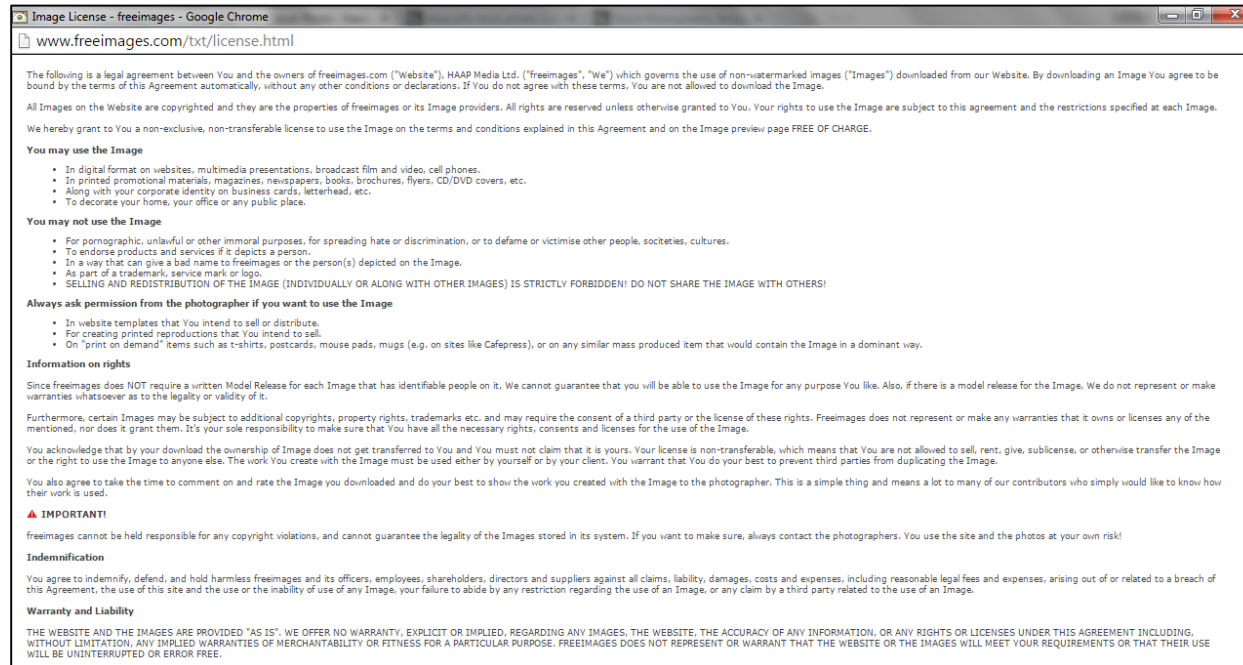 Image License - freeimages - Google Chrome
www.freeimages.com/txt/license.html
The following is a legal agreement between You and the owners of freeimages.com ("Website"), HAAP Media Ltd. ("freeimages", "We") which governs the use of non-watermarked images ("Images") downloaded from our Website. By downloading an Image You agree to be
bound by the terms of this Agreement automatically, without any other conditions or declarations. If You do not agree with these terms, You are not allowed to download the Image.
All Images on the Website are copyrighted and they are the properties of freeimages or its Image providers. All rights are reserved unless otherwise granted to You. Your rights to use the Image are subject to this agreement and the restrictions specified at each Image.
We hereby grant to You a non-exclusive, non-transferable license to use the Image on the terms and conditions explained in this Agreement and on the Image preview page FREE OF CHARGE.
You may use the Image
• In digital format on websites, multimedia presentations, broadcast film and video, cell phones.
• In printed promotional materials, magazines, newspapers, books, brochures, flyers, CD/DVD covers, etc.
• Along with your corporate identity on business cards, letterhead, etc.
• To decorate your home, your office or any public place.
You may not use the Image
• For pornographic, unlawful or other immoral purposes, for spreading hate or discrimination, or to defame or victimise other people, sociteties, cultures.
• To endorse products and services if it depicts a person.
• In a way that can give a bad name to freeimages or the person(s) depicted on the Image.
• As part of a trademark, service mark or logo.
• SELLING AND REDISTRIBUTION OF THE IMAGE (INDIVIDUALLY OR ALONG WITH OTHER IMAGES) IS STRICTLY FORBIDDEN! DO NOT SHARE THE IMAGE WITH OTHERS!
Always ask permission from the photographer if you want to use the Image
• In website templates that You intend to sell or distribute.
• For creating printed reproductions that You intend to sell.
• On "print on demand" items such as t-shirts, postcards, mouse pads, mugs (e.g. on sites like Cafepress), or on any similar mass produced item that would contain the Image in a dominant way.
Information on rights
Since freeimages does NOT require a written Model Release for each Image that has identifiable people on it, We cannot guarantee that you will be able to use the Image for any purpose You like. Also, if there is a model release for the Image, We do not represent or make
warranties whatsoever as to the legality or validity of it.
Furthermore, certain Images may be subject to additional copyrights, property rights, trademarks etc. and may require the consent of a third party or the license of these rights. Freeimages does not represent or make any warranties that it owns or licenses any of the
mentioned, nor does it grant them. It's your sole responsibility to make sure that You have all the necessary rights, consents and licenses for the use of the Image.
You acknowledge that by your download the ownership of Image does not get transferred to You and You must not claim that it is yours. Your license is non-transferable, which means that You are not allowed to sell, rent, give, sublicense, or otherwise transfer the Image
or the right to use the Image to anyone else. The work You create with the Image must be used either by yourself or by your client. You warrant that You do your best to prevent third parties from duplicating the Image.
You also agree to take the time to comment on and rate the Image you downloaded and do your best to show the work you created with the Image to the photographer. This is a simple thing and means a lot to many of our contributors who simply would like to know how
their work is used.
IMPORTANT!
freeimages cannot be held responsible for any copyright violations, and cannot guarantee the legality of the Images stored in its system. If you want to make sure, always contact the photographers. You use the site and the photos at your own risk!
Indemnification
You agree to indemnify, defend, and hold harmless freeimages and its officers, employees, shareholders, directors and suppliers against all claims, liability, damages, costs and expenses, including reasonable legal fees and expenses, arising out of or related to a breach of
this Agreement, the use of this site and the use or the inability of use of any Image, your failure to abide by any restriction regarding the use of an Image, or any claim by a third party related to the use of an Image.
Warranty and Liability
THE WEBSITE AND THE IMAGES ARE PROVIDED "AS IS". WE OFFER NO WARRANTY, EXPLICIT OR IMPLIED, REGARDING ANY IMAGES, THE WEBSITE, THE ACCURACY OF ANY INFORMATION, OR ANY RIGHTS OR LICENSES UNDER THIS AGREEMENT INCLUDING,
WITHOUT LIMITATION, ANY IMPLIED WARRANTIES OF MERCHANTABILITY OR FITNESS FOR A PARTICULAR PURPOSE. FREEIMAGES DOES NOT REPRESENT OR WARRANT THAT THE WEBSITE OR THE IMAGES WILL MEET YOUR REQUIREMENTS OR THAT THEIR USE
WILL BE UNINTERRUPTED OR ERROR FREE.